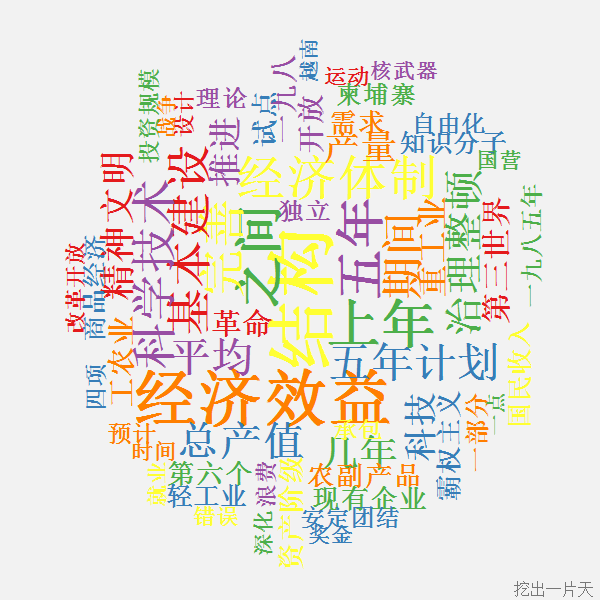 越南
运动
核武器
一九八
投资规模
战争
设计
理论
试点
开放
柬埔寨
需求
自由化
产量
知识分子
国营
推进
经济体制
文明
建设
完善
之间
独立
五年
期间
重工业
整顿
治理
第三世界
一九八五年
科学技术
基本
精神
改革开放
商品经济
结构
革命
上年
平均
工农业
五年计划
国民收入
四项
经济效益
科技
霸权主义
一部分
一点
预计
时间
总产值
承包
几年
就业
第六个
浪费
资产阶级
农副产品
轻工业
现有企业
错误
深化
安定团结
奖金
挖出一片天